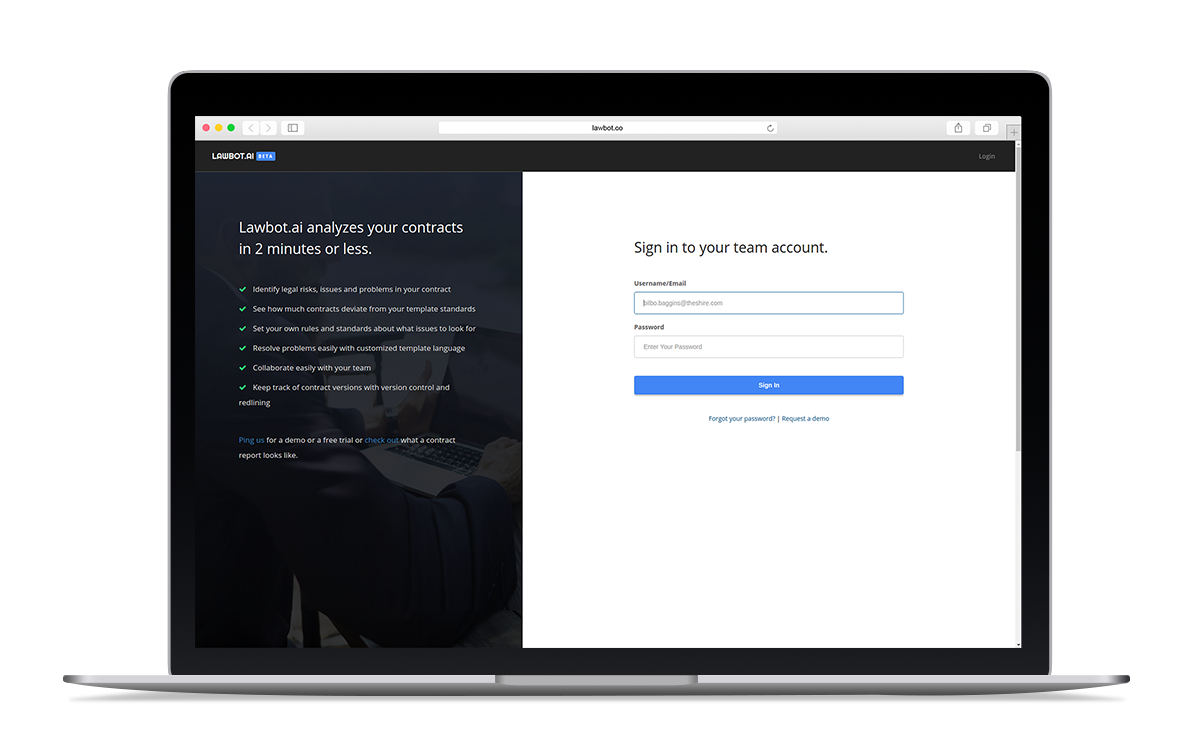 lawbot.co
LAWBOT.AI BETA
Login
Lawbot.ai analyzes your contracts
in 2 minutes or less.
Identify legal risks, issues and problems in your contract
See how much contracts deviate from your template standards
Set your own rules and standards about what issues to look for
Resolve problems easily with customized template language
Collaborate easily with your team
Keep track of contract versions with version control and
redlining
Ping us for a demo or a free trial or check out what a contract
report looks like.
Sign in to your team account.
Username/Email
bilbo.baggins@theshire.com
Password
Enter Your Password
Sign In
Forgot your password? | Request a demo